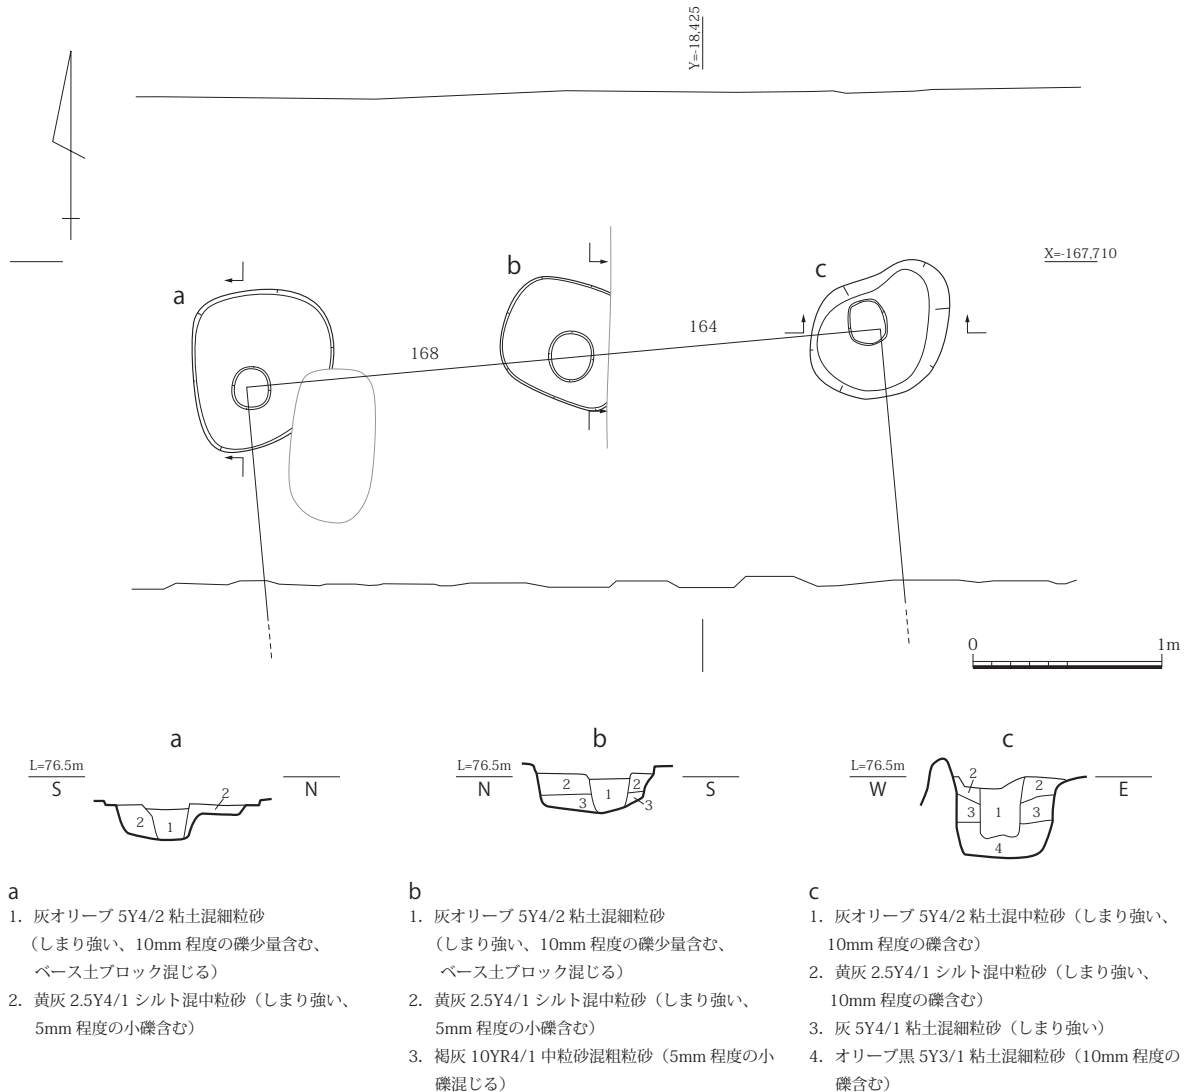 Y=-18,425
X=-167,710
a
b
c
168
164
0 1m
a
L=76.5m
S N
2
2 1
b
L=76.5m
N S
2 1 2
3 3
c
L=76.5m
W E
2 2
3 1 3
4
a
1. 灰オリーブ 5Y4/2 粘土混細粒砂
（しまり強い、10mm 程度の礫少量含む、
ベース土ブロック混じる）
2. 黄灰 2.5Y4/1 シルト混中粒砂（しまり強い、
5mm 程度の小礫含む）
b
1. 灰オリーブ 5Y4/2 粘土混細粒砂
（しまり強い、10mm 程度の礫少量含む、
ベース土ブロック混じる）
2. 黄灰 2.5Y4/1 シルト混中粒砂（しまり強い、
5mm 程度の小礫含む）
3. 褐灰 10YR4/1 中粒砂混粗粒砂（5mm 程度の小
礫混じる）
c
1. 灰オリーブ 5Y4/2 粘土混中粒砂（しまり強い、
10mm 程度の礫含む）
2. 黄灰 2.5Y4/1 シルト混中粒砂（しまり強い、
10mm 程度の礫含む）
3. 灰 5Y4/1 粘土混細粒砂（しまり強い）
4. オリーブ黒 5Y3/1 粘土混細粒砂（10mm 程度の
礫含む）